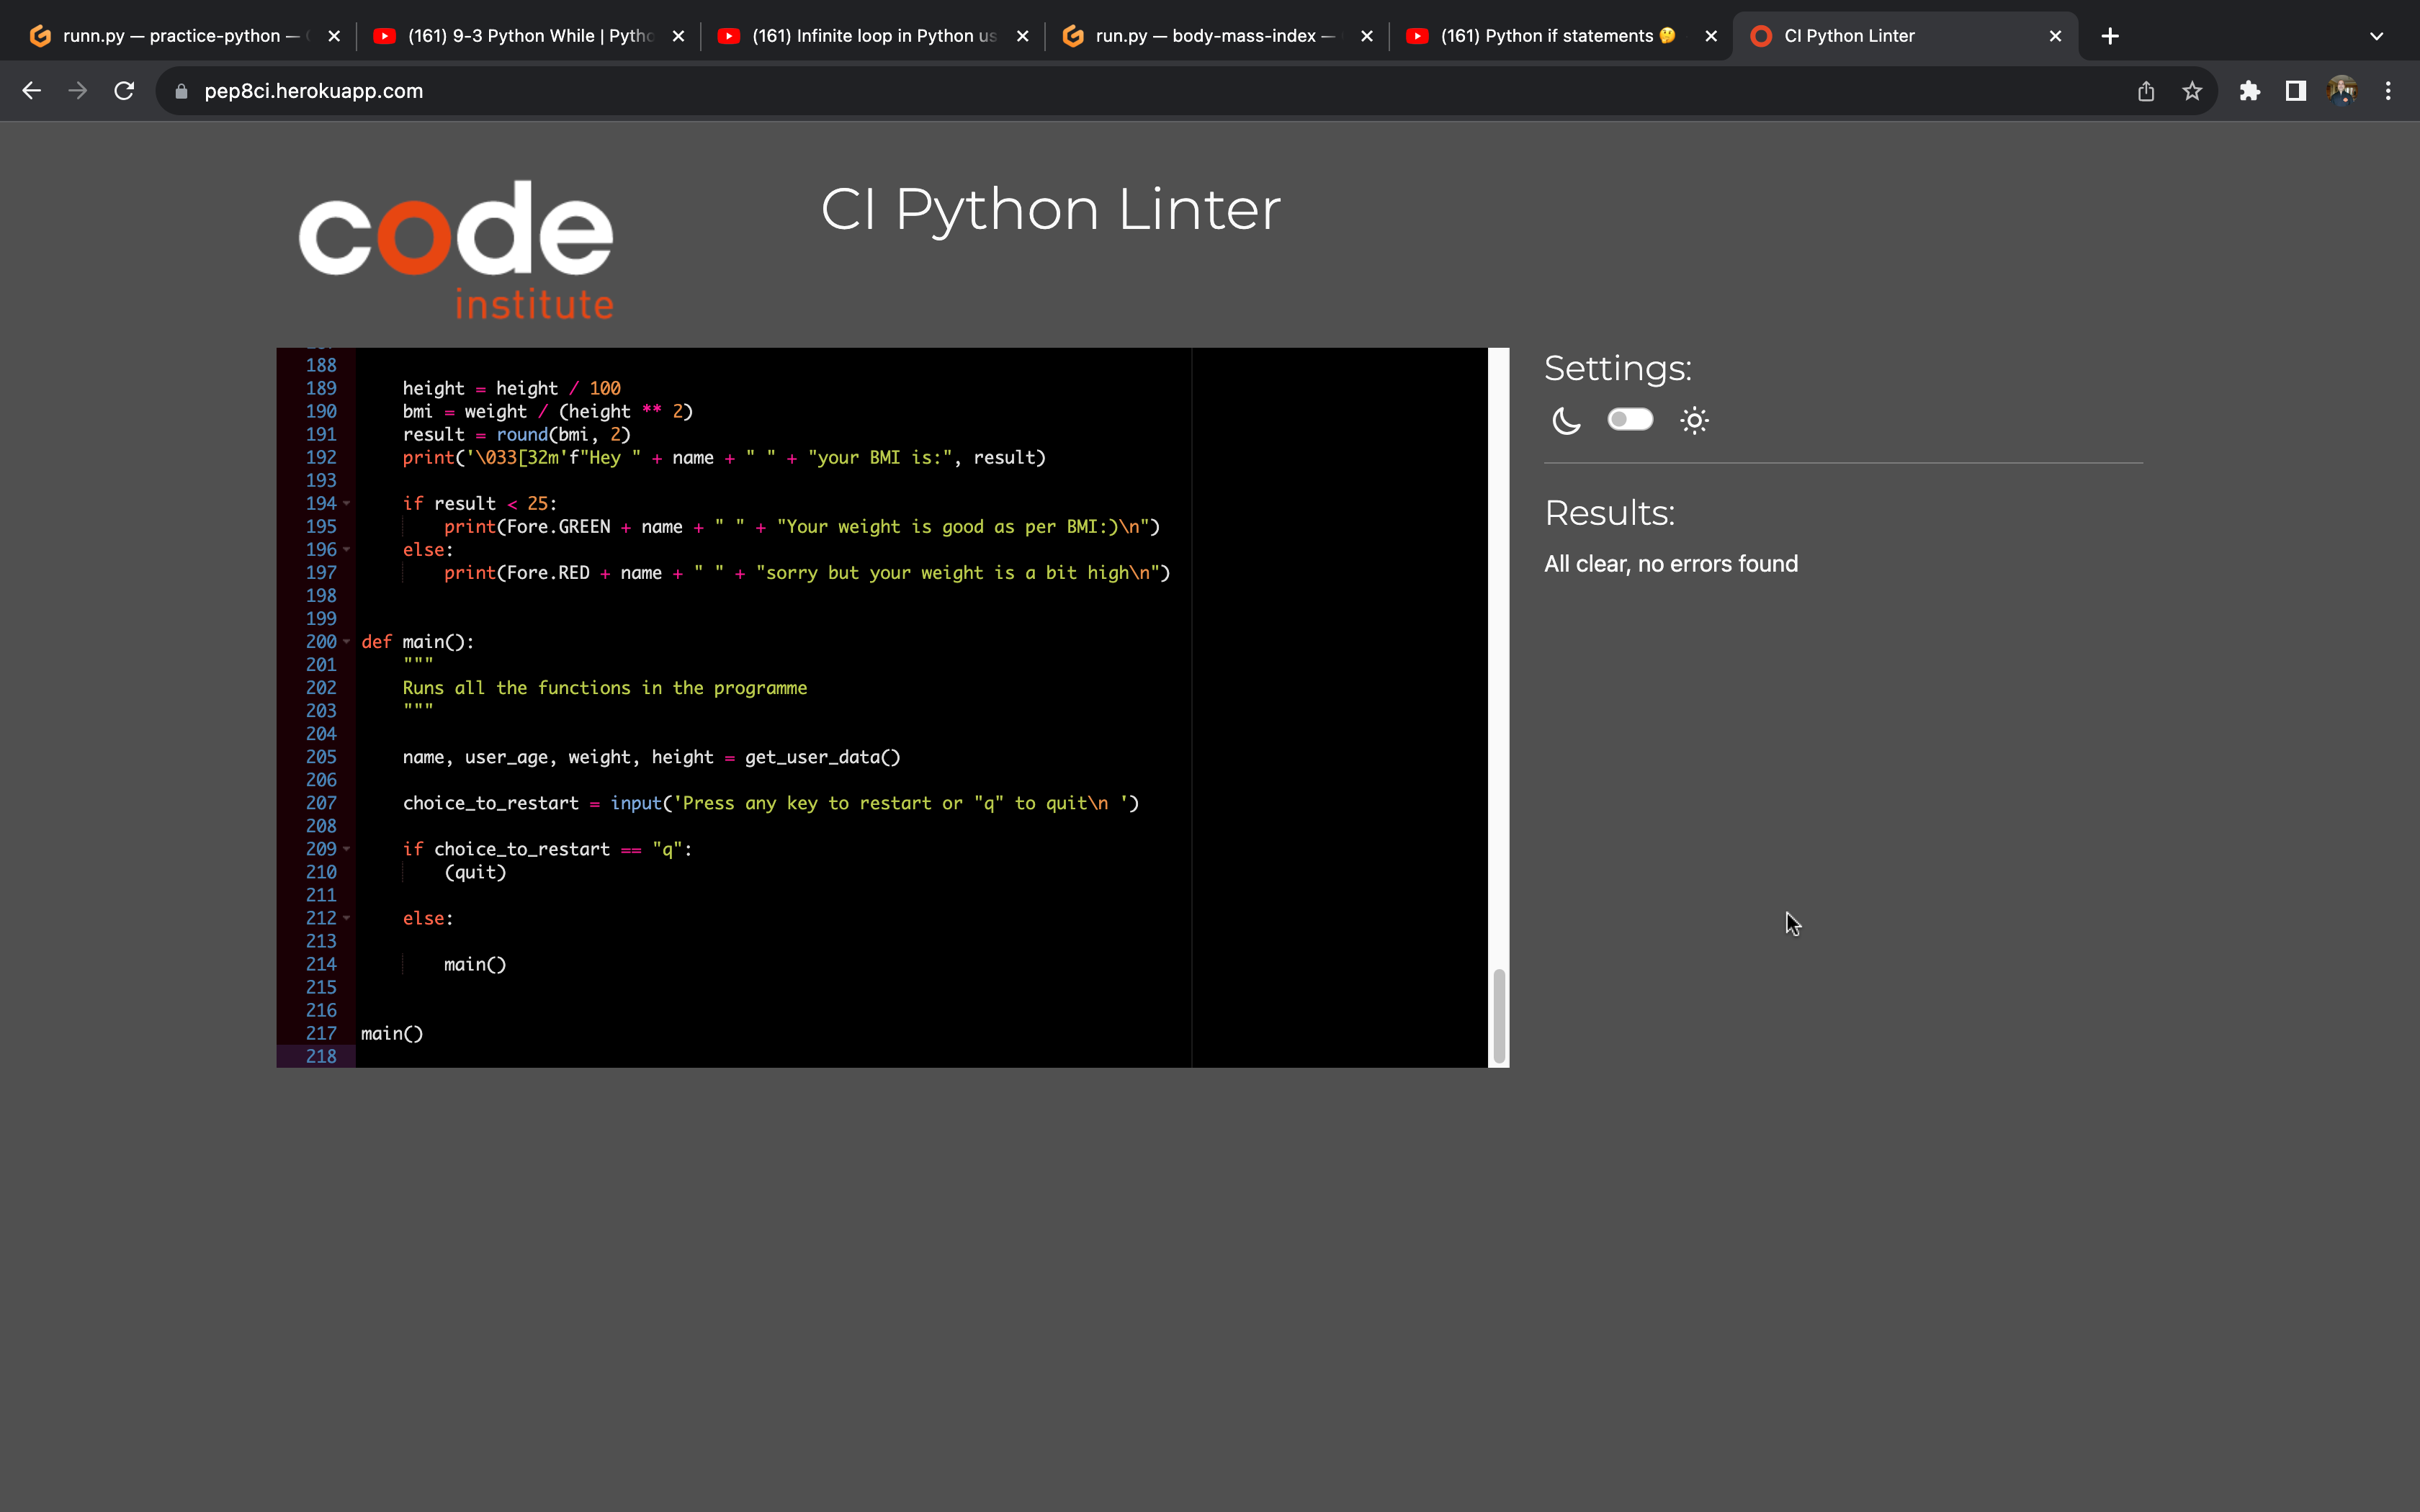 runn.py — practice-python —
(161) 9-3 Python While | Pytho
(161) Infinite loop in Python us
run.py — body-mass-index —
(161) Python if statements 🤔
CI Python Linter
pep8ci.herokuapp.com
code
institute
CI Python Linter
188
189     height = height / 100
190     bmi = weight / (height ** 2)
191     result = round(bmi, 2)
192     print('\033[32m'f"Hey " + name + " " + "your BMI is:", result)
193
194     if result < 25:
195         print(Fore.GREEN + name + " " + "Your weight is good as per BMI:)\n")
196     else:
197         print(Fore.RED + name + " " + "sorry but your weight is a bit high\n")
198
199
200 def main():
201     """
202     Runs all the functions in the programme
203     """
204
205     name, user_age, weight, height = get_user_data()
206
207     choice_to_restart = input('Press any key to restart or "q" to quit\n ')
208
209     if choice_to_restart == "q":
210         (quit)
211
212     else:
213
214         main()
215
216
217 main()
218
Settings:
Results:
All clear, no errors found